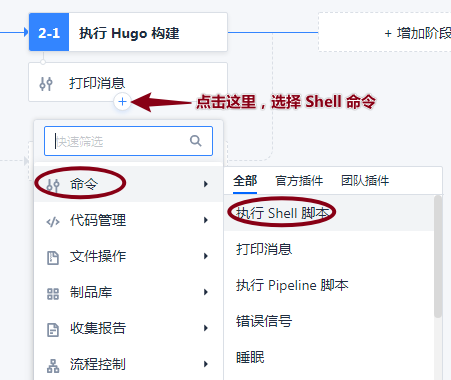 2-1 执行 Hugo 构建
+ 增加阶段
打印消息
点击这里，选择 Shell 命令
快速筛选
命令
代码管理
文件操作
制品库
收集报告
流程控制
全部 官方插件 团队插件
执行 Shell 脚本
打印消息
执行 Pipeline 脚本
错误信号
睡眠